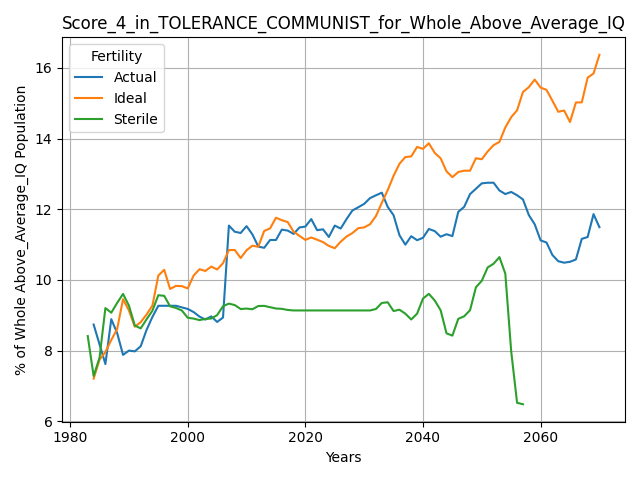 Score_4_in_TOLERANCE_COMMUNIST_for_Whole_Above_Average_IQ
Fertility
Actual
Ideal
Sterile
% of Whole Above_Average_IQ Population
16
14
12
10
8
6
1980
2000
2020
2040
2060
Years